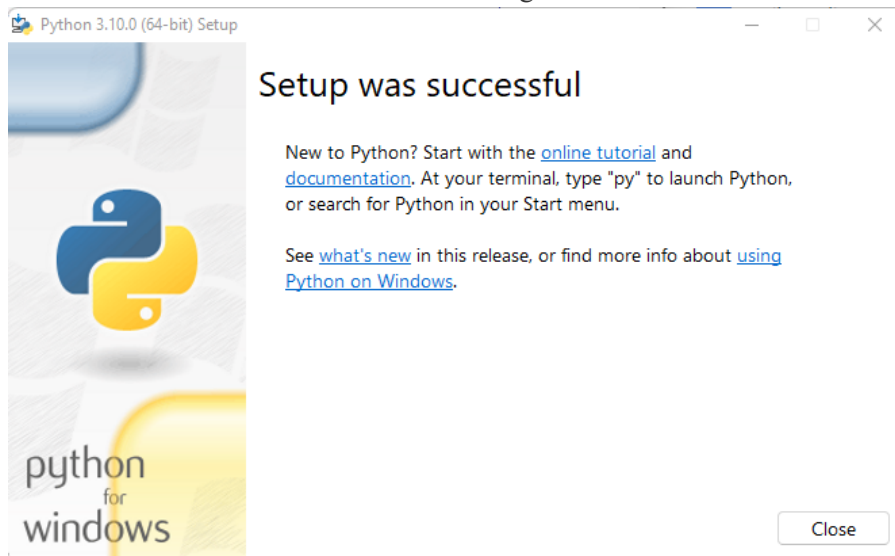 Python 3.10.0 (64-bit) Setup
Setup was successful
New to Python? Start with the online tutorial and
documentation. At your terminal, type "py" to launch Python,
or search for Python in your Start menu.
See what's new in this release, or find more info about using
Python on Windows.
python
for
windows
Close